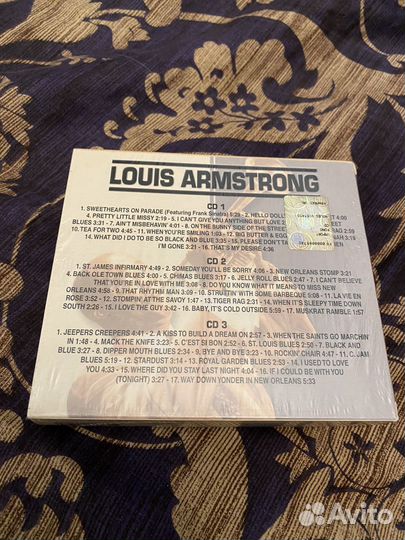 LOUIS ARMSTRONG
CD 1
1. SWEETHEARTS ON PARADE (Featuring Frank Sinatra) 5:29 - 2. HELLO DOLLY 4:00
4. PRETTY LITTLE MISSY 2:19 - 5. I CAN'T GIVE YOU ANYTHING BUT LOVE
BLUES 3:31 - 7. AIN'T MISBEHAVIN' 4:01 - 8. ON THE SUNNY SIDE OF THE STREET RAG 2:59
10. TEA FOR TWO 4:45 - 11. WHEN YOU'RE SMILING 1:03 - 12. BIG BUTTER & EGG
14. WHAT DID I DO TO BE SO BLACK AND BLUE 3:35 - 15. PLEASE DON'T
I'M GONE 3:21 - 16. THAT'S MY DESIRE 4:36
CD 2
1. ST. JAMES INFIRMARY 4:49 - 2. SOMEDAY YOU'LL BE SORRY 4:06 - 3. NEW ORLEANS STOMP 3:21
4. BACK OLE TOWN BLUES 4:30 - 5. OH! MAN BLUES 3:17 - 6. JELLY ROLL BLUES 2:47 - 7. I CAN'T BELIEVE
THAT YOU'RE IN LOVE WITH ME 3:08 - 8. DO YOU KNOW WHAT IT MEANS TO MISS NEW
ORLEANS 4:58 - 9. THAT RHYTHM MAN 3:09 - 10. STRUTTIN' WITH SOME BARBEQUE 5:08 - 11. LA VIE EN
ROSE 3:52 - 12. STOMPIN' AT THE SAVOY 1:47 - 13. TIGER RAG 2:31 - 14. WHEN IT'S SLEEPY TIME DOWN
SOUTH 2:26 - 15. I LOVE THE GUY 3:42 - 16. BABY, IT'S COLD OUTSIDE 5:59 - 17. MUSKRAT RAMBLE 1:57
CD 3
1. JEEPERS CREEPERS 4:41 - 2. A KISS TO BUILD A DREAM ON 2:57 - 3. WHEN THE SAINTS GO MARCHIN'
IN 1:48 - 4. MACK THE KNIFE 3:23 - 5. C'EST SI BON 2:52 - 6. ST. LOUIS BLUES 2:50 - 7. BLACK AND
BLUE 3:27 - 8. DIPPER MOUTH BLUES 2:34 - 9. BYE AND BYE 3:23 - 10. ROCKIN' CHAIR 4:47 - 11. C. JAM
BLUES 5:19 - 12. STARDUST 3:14 - 13. ROYAL GARDEN BLUES 2:51 - 14. I USED TO LOVE
YOU 4:33 - 15. WHERE DID YOU STAY LAST NIGHT 4:04 - 16. IF I COULD BE WITH YOU
(TONIGHT) 3:27 - 17. WAY DOWN YONDER IN NEW ORLEANS 5:33
Avito